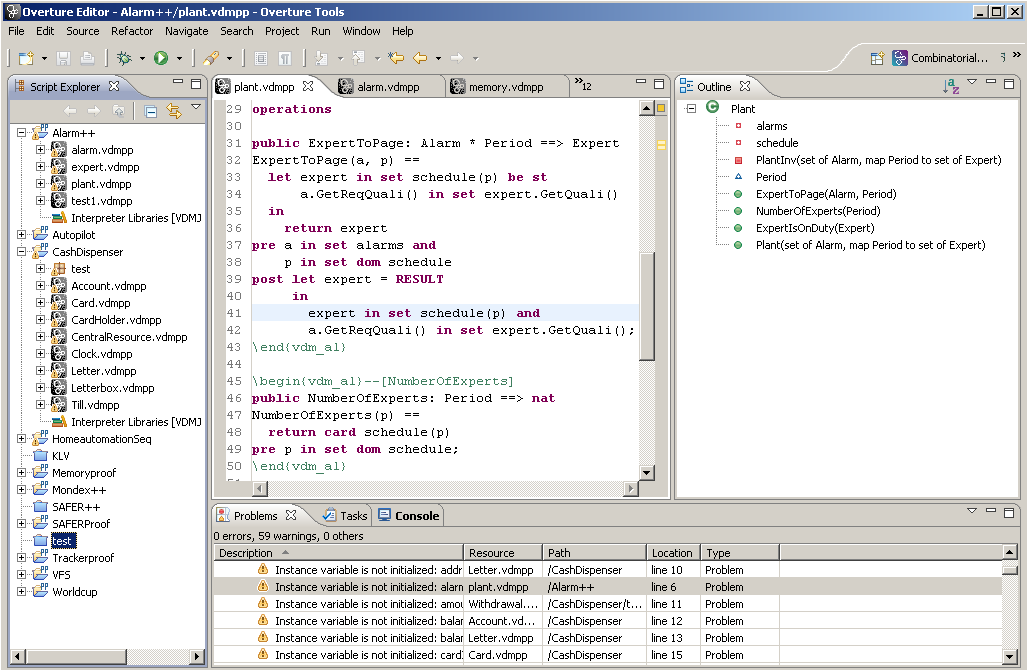 Overture Editor - Alarm++/plant.vdmpp - Overture Tools
File Edit Source Refactor Navigate Search Project Run Window Help
Combinatorial...
Script Explorer
Alarm++
alarm.vdmpp
expert.vdmpp
plant.vdmpp
test1.vdmpp
Interpreter Libraries [VDMJ
Autopilot
CashDispenser
test
Account.vdmpp
Card.vdmpp
CardHolder.vdmpp
CentralResource.vdmpp
Clock.vdmpp
Letter.vdmpp
Letterbox.vdmpp
Till.vdmpp
Interpreter Libraries [VDMJ
HomeautomationSeq
KLV
Memoryproof
Mondex++
SAFER++
SAFERProof
test
Trackerproof
VFS
Worldcup
plant.vdmpp alarm.vdmpp memory.vdmpp »12
29 operations
30
31 public ExpertToPage: Alarm * Period ==> Expert
32 ExpertToPage(a, p) ==
33 let expert in set schedule(p) be st
34 a.GetReqQuali() in set expert.GetQuali()
35 in
36 return expert
37 pre a in set alarms and
38 p in set dom schedule
39 post let expert = RESULT
40 in
41 expert in set schedule(p) and
42 a.GetReqQuali() in set expert.GetQuali();
43 \end{vdm_al}
44
45 \begin{vdm_al}--[NumberOfExperts]
46 public NumberOfExperts: Period ==> nat
47 NumberOfExperts(p) ==
48 return card schedule(p)
49 pre p in set dom schedule;
50 \end{vdm_al}
Outline
Plant
alarms
schedule
PlantInv(set of Alarm, map Period to set of Expert)
Period
ExpertToPage(Alarm, Period)
NumberOfExperts(Period)
ExpertIsOnDuty(Expert)
Plant(set of Alarm, map Period to set of Expert)
Problems Tasks Console
0 errors, 59 warnings, 0 others
Description Resource Path Location Type
Instance variable is not initialized: addr Letter.vdmpp /CashDispenser line 10 Problem
Instance variable is not initialized: alarm plant.vdmpp /Alarm++ line 6 Problem
Instance variable is not initialized: amou Withdrawal.... /CashDispenser/t... line 11 Problem
Instance variable is not initialized: balar Account.vd... /CashDispenser line 12 Problem
Instance variable is not initialized: balar Letter.vdmpp /CashDispenser line 13 Problem
Instance variable is not initialized: card: Card.vdmpp /CashDispenser line 15 Problem